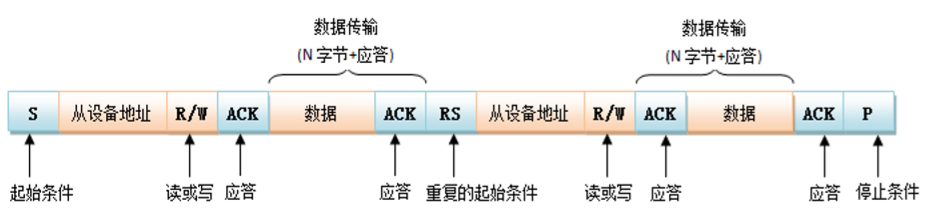 数据传输
(N 字节+应答)
数据传输
(N 字节+应答)
S 从设备地址 R/W ACK 数据 ACK RS 从设备地址 R/W ACK 数据 ACK P
起始条件 读或写 应答 应答 重复的起始条件 读或写 应答 应答 停止条件